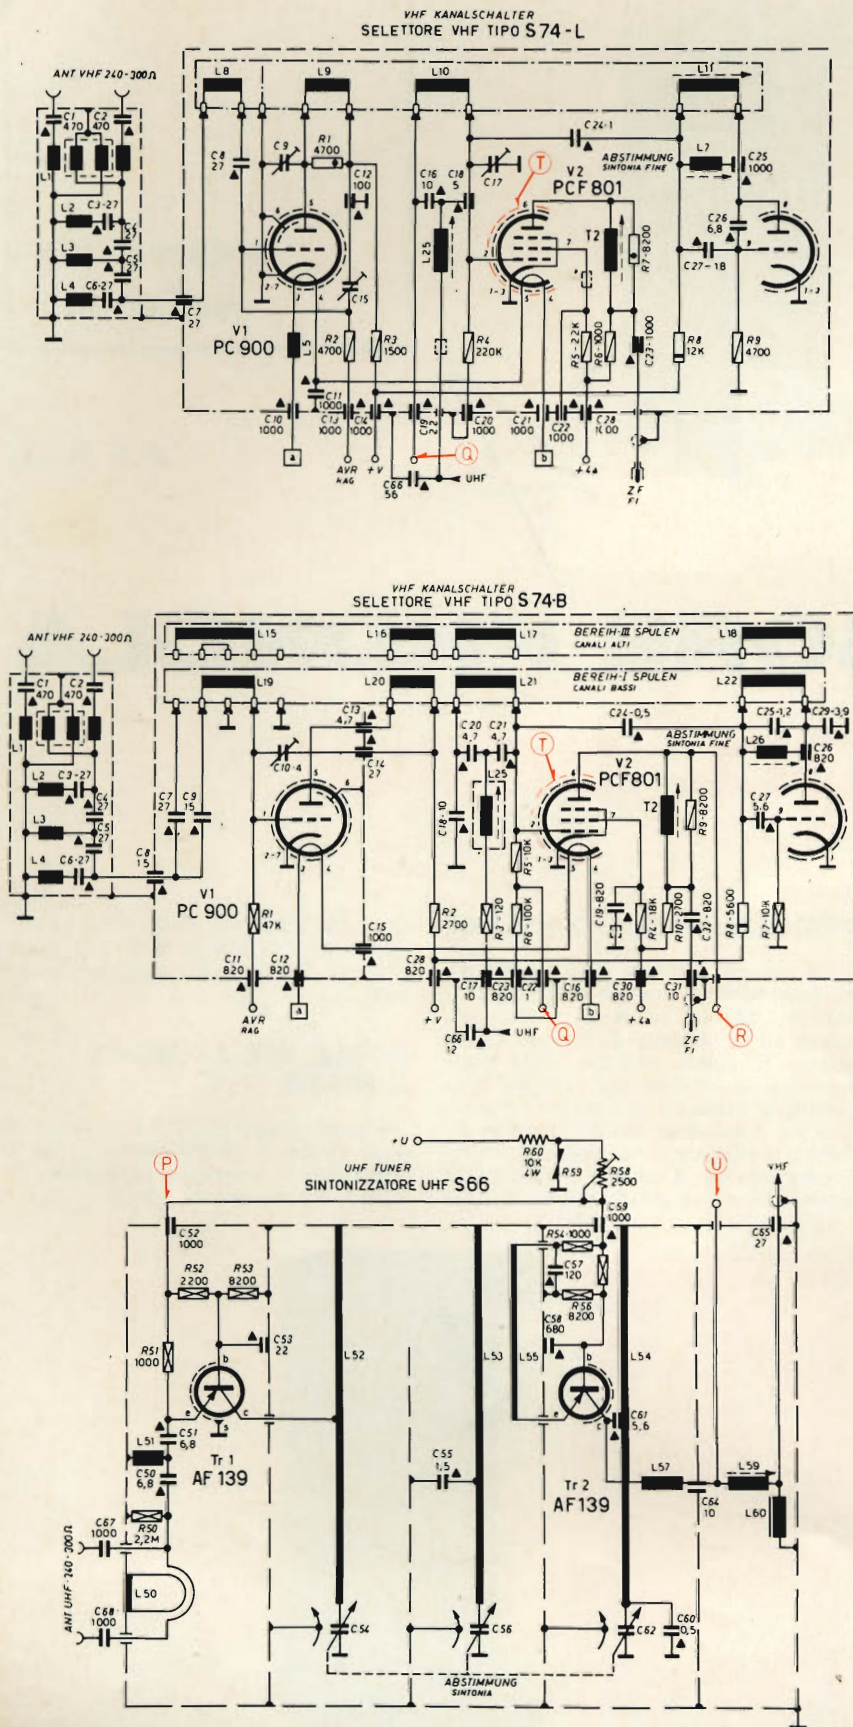 VHF KANALSCHALTER
SELETTORE VHF TIPO S74-L
ANT VHF 240-300Ω
L8
L9
L10
L11
C1
470
C2
470
L1
L2
C3-27
C4
27
L3
C5
27
L4
C6-27
C7
27
C8
27
C9
R1
4700
C12
100
C16
10
C18
5
C17
C24-1
T
V2
PCF801
ABSTIMMUNG
SINTONIA FINE
L7
C25
1000
C26
6,8
C27-18
L25
T2
R7-8200
C15
V1
PC 900
L5
R2
4700
R3
1500
R4
220K
R5-22K
R6-1000
C23-1000
R8
12K
R9
4700
C10
1000
C11
1000
C13
1000
C14
1000
C19
2,2
C20
1000
C21
1000
C22
1000
C28
1000
a
AVR
RAG
+V
Q
C66
56
UHF
b
+4a
ZF
FI
VHF KANALSCHALTER
SELETTORE VHF TIPO S74-B
ANT VHF 240-300Ω
L15
L16
L17
BEREIH-III SPULEN
CANALI ALTI
L18
L19
L20
L21
BEREIH-I SPULEN
CANALI BASSI
L22
C1
470
C2
470
L1
L2
C3-27
C4
27
L3
C5
27
L4
C6-27
C7
27
C9
15
C8
15
C10-4
C13
4,7
C14
27
C20
4,7
C21
4,7
L25
C18-10
C24-0,5
T
V2
PCF801
ABSTIMMUNG
SINTONIA FINE
C25-1,2
C29-3,9
L26
C26
820
C27
5,6
T2
R9-8200
V1
PC 900
R1
47K
C15
1000
R2
2700
R3-120
R5-10K
R6-100K
C19-820
R4-18K
R10-2700
C32-820
R8-5600
R7-10K
C11
820
C12
820
C28
820
C17
10
C23
820
C22
1
C16
820
C30
820
C31
10
AVR
RAG
a
+V
C66
12
UHF
Q
b
+4a
ZF
FI
R
+U
R60
10K
4W
R59
R58
2500
P
UHF TUNER
SINTONIZZATORE UHF S66
U
VHF
C52
1000
C59
1000
C65
27
R52
2200
R53
8200
R54-1000
C57
120
R56
8200
C58
680
R51
1000
C53
22
L52
L53
L55
L54
b
e
c
s
b
e
c
C61
5,6
C51
6,8
L51
C50
6,8
Tr 1
AF 139
C55
1,5
Tr 2
AF139
L57
L59
C64
10
L60
R50
2,2M
C67
1000
ANT UHF-240-300Ω
L50
C68
1000
C54
C56
C62
C60
0,5
ABSTIMMUNG
SINTONIA